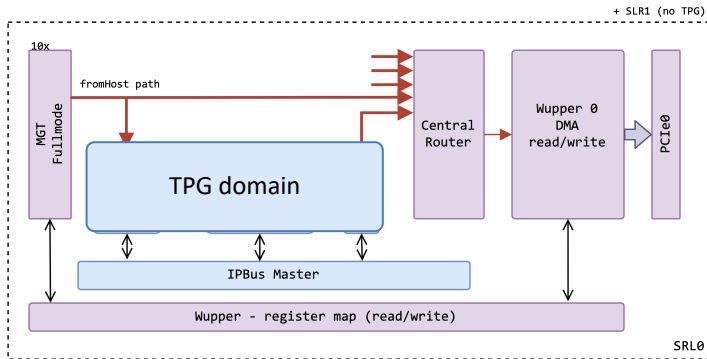 + SLR1 (no TPG)
10x
MGT
Fullmode
fromHost path
Central
Router
Wupper 0
DMA
read/write
PCIe0
TPG domain
IPBus Master
Wupper - register map (read/write)
SRL0